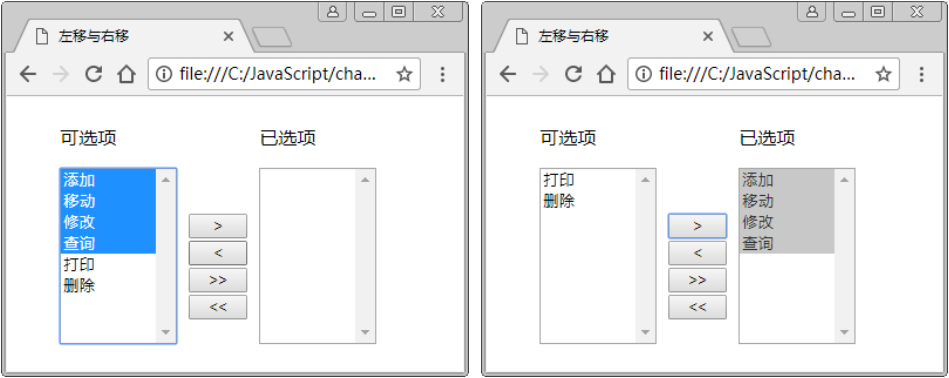 左移与右移
file:///C:/JavaScript/cha...
可选项
已选项
添加
移动
修改
查询
打印
删除
>
<
>>
<<
左移与右移
file:///C:/JavaScript/cha...
可选项
已选项
打印
删除
>
<
>>
<<
添加
移动
修改
查询